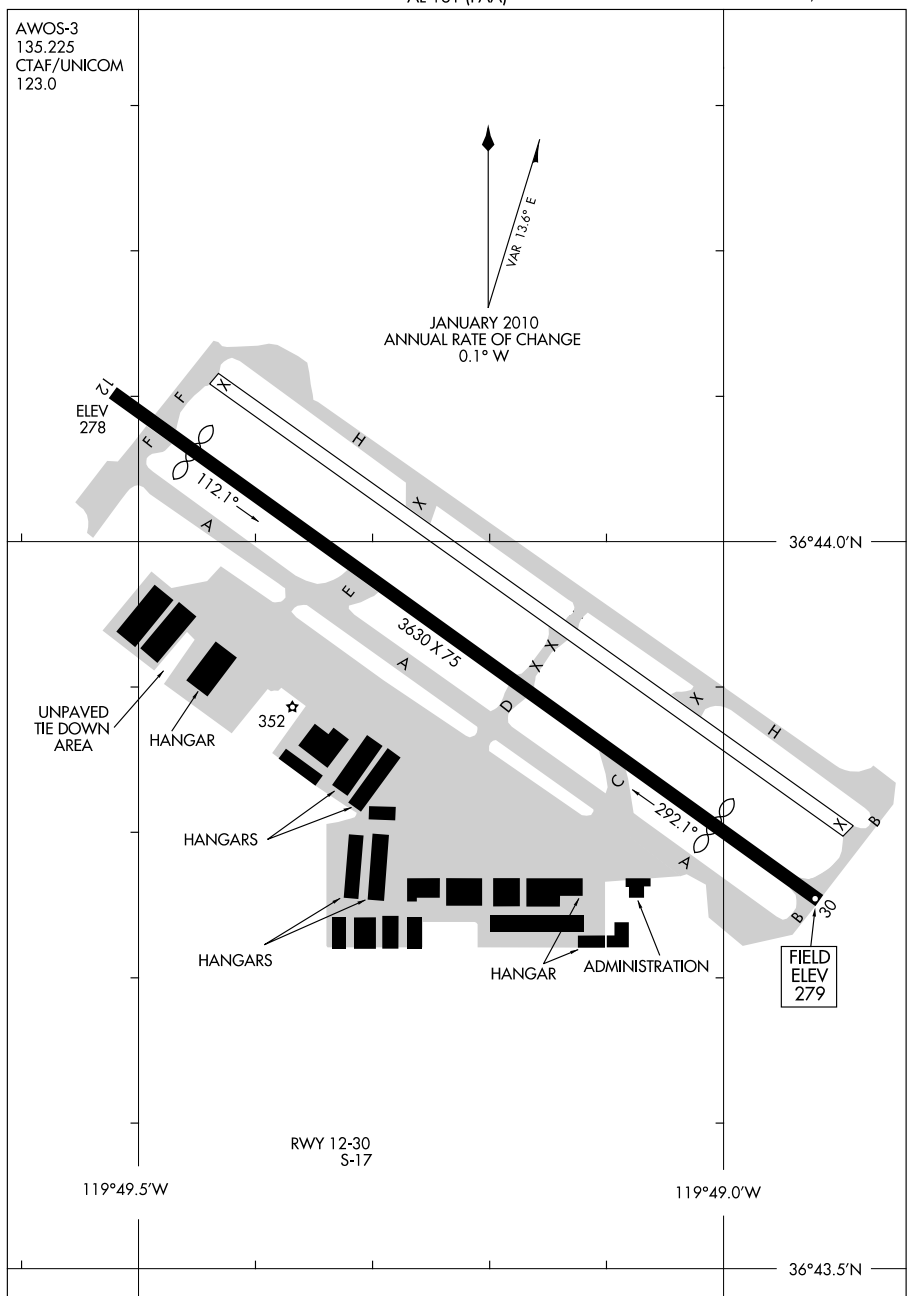 AWOS-3
135.225
CTAF/UNICOM
123.0
VAR 13.6° E
JANUARY 2010
ANNUAL RATE OF CHANGE
0.1° W
12
ELEV
278
F
F
X
H
X
112.1°
A
36°44.0'N
E
3630 X 75
A
X
X
D
X
H
UNPAVED
TIE DOWN
AREA
HANGAR
352
C
292.1°
X
B
A
HANGARS
B
30
HANGARS
HANGAR
ADMINISTRATION
FIELD
ELEV
279
RWY 12-30
S-17
119°49.5'W
119°49.0'W
36°43.5'N